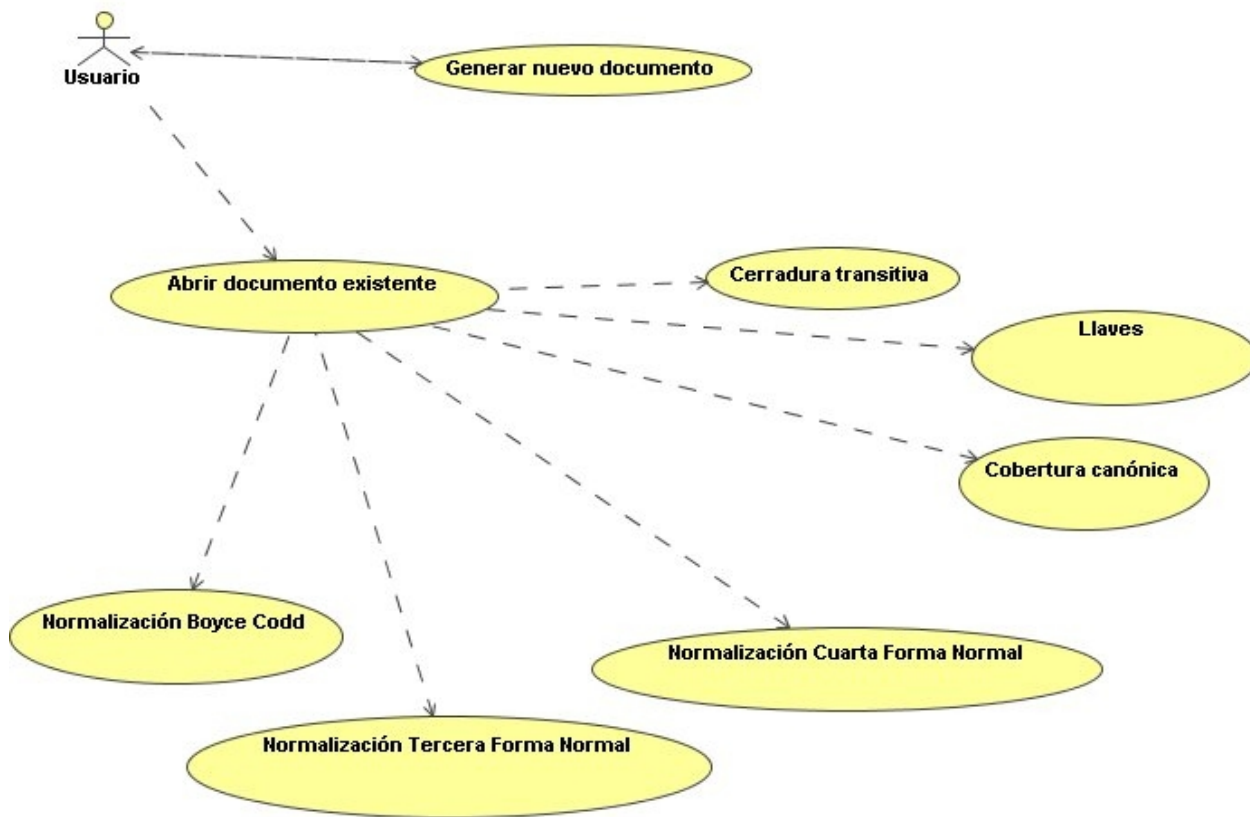 Usuario
Generar nuevo documento
Abrir documento existente
Cerradura transitiva
Llaves
Cobertura canónica
Normalización Boyce Codd
Normalización Cuarta Forma Normal
Normalización Tercera Forma Normal